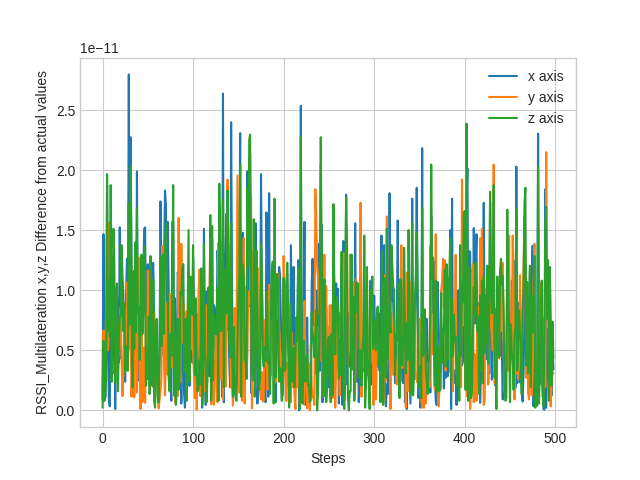 1e−11
RSSI_Multilateration x,y,z Difference from actual values
2.5
2.0
1.5
1.0
0.5
0.0
x axis
y axis
z axis
0 100 200 300 400 500
Steps